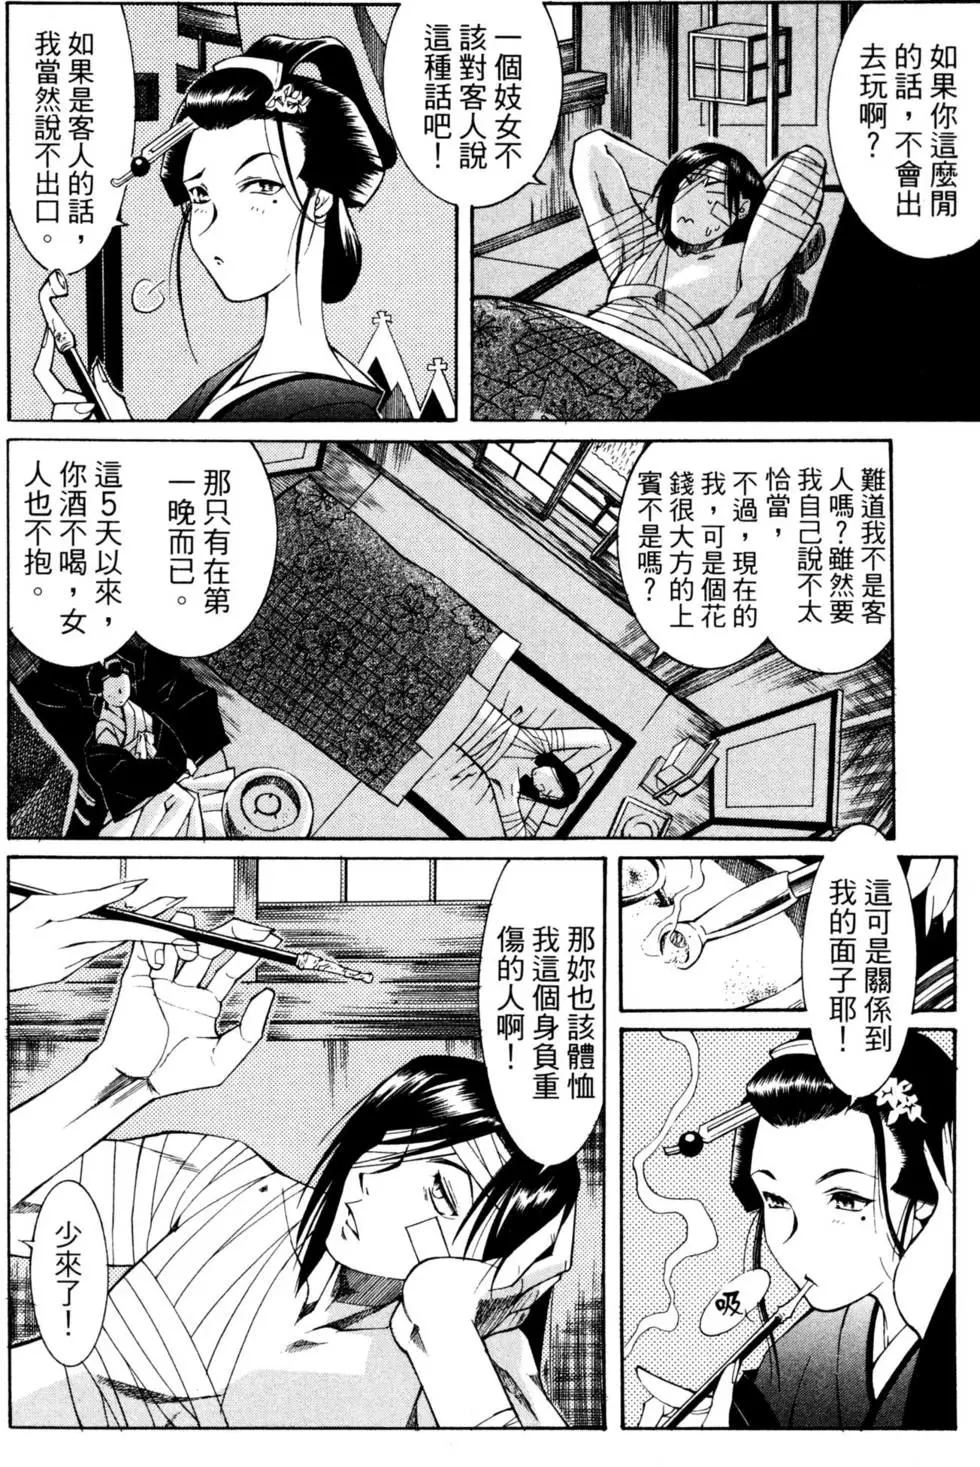 如果你這麼閒
的話，不會出
去玩啊？
一個妓女不
該對客人說
這種話吧！
如果是客人的話，
我當然說不出口。
難道我不是客
人嗎？雖然要
我自己說不太
恰當，
不過，現在的
我，可是個花
錢很大方的上
賓不是嗎？
那只有在第
一晚而已。
這5天以來，
你酒不喝，女
人也不抱。
這可是關係到
我的面子耶！
吸
那妳也該體恤
我這個身負重
傷的人啊！
少來了！